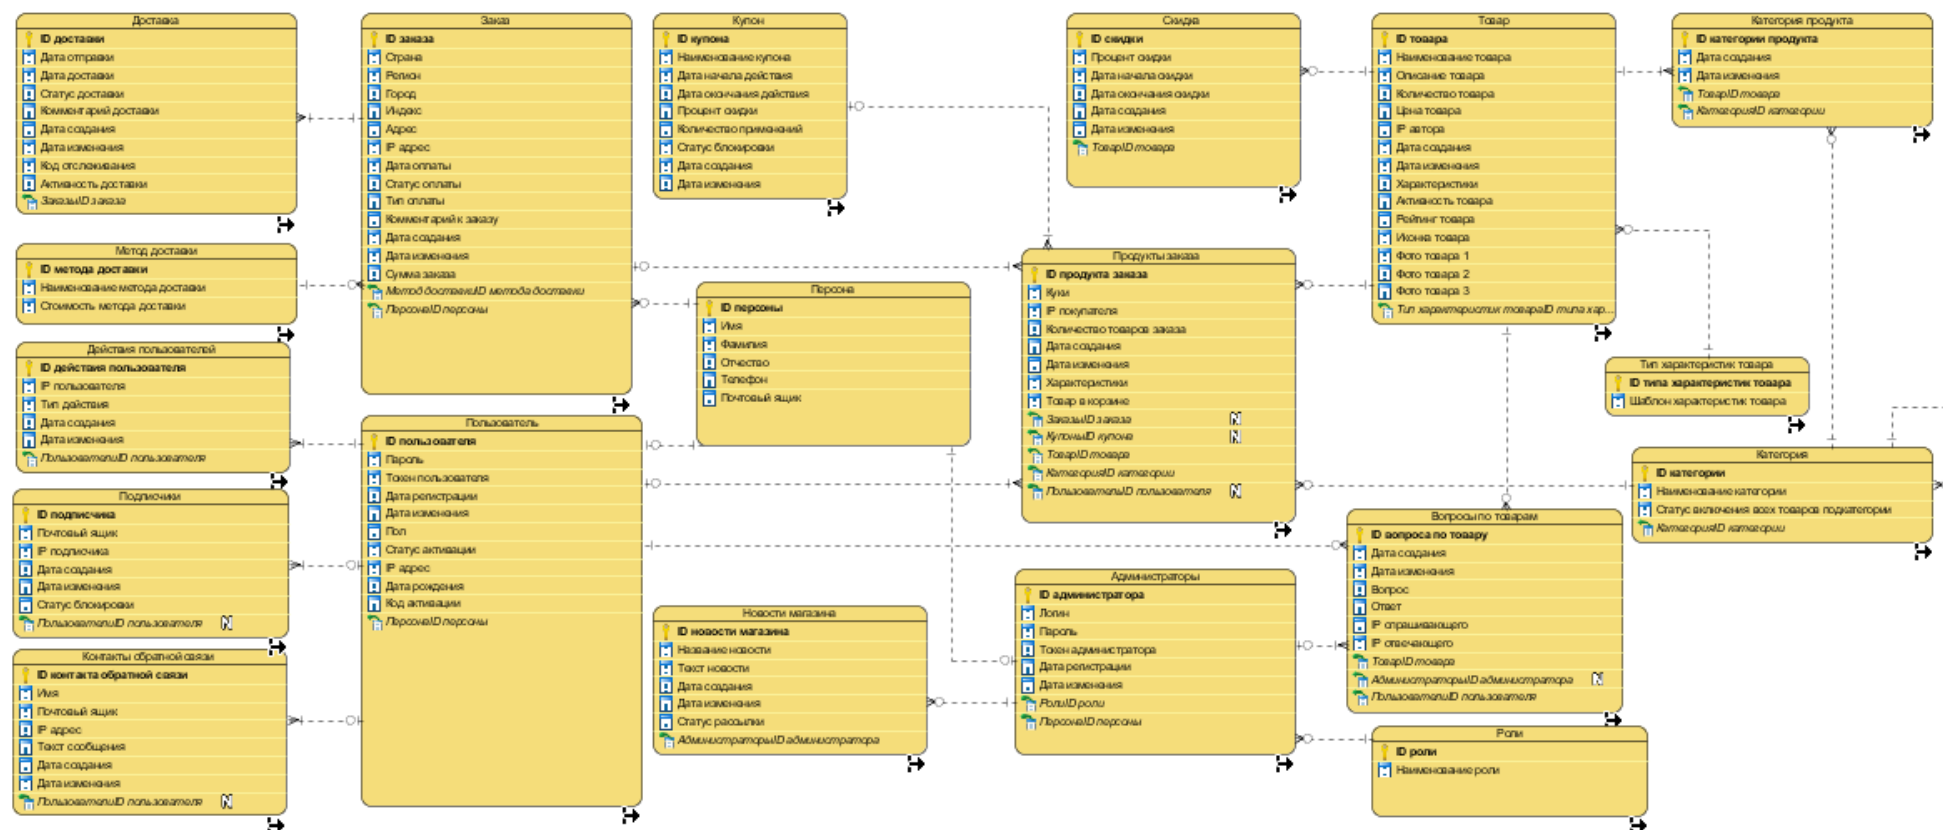 Доставка
ID доставки
Дата отправки
Дата доставки
Статус доставки
Комментарий доставки
Дата создания
Дата изменения
Код отслеживания
Активность доставки
ЗаказыID заказа
Метод доставки
ID метода доставки
Наименование метода доставки
Стоимость метода доставки
Действия пользователей
ID действия пользователя
IP пользователя
Тип действия
Дата создания
Дата изменения
ПользователиID пользователя
Подписчики
ID подписчика
Почтовый ящик
IP подписчика
Дата создания
Дата изменения
Статус блокировки
ПользователиID пользователя N
Контакты обратной связи
ID контакта обратной связи
Имя
Почтовый ящик
IP адрес
Текст сообщения
Дата создания
Дата изменения
ПользователиID пользователя N
Заказ
ID заказа
Страна
Регион
Город
Индекс
Адрес
IP адрес
Дата оплаты
Статус оплаты
Тип оплаты
Комментарий к заказу
Дата создания
Дата изменения
Сумма заказа
Метод доставкиID метода доставки
ПерсонаID персоны
Пользователь
ID пользователя
Пароль
Токен пользователя
Дата регистрации
Дата изменения
Пол
Статус активации
IP адрес
Дата рождения
Код активации
ПерсонаID персоны
Купон
ID купона
Наименование купона
Дата начала действия
Дата окончания действия
Процент скидки
Количество применений
Статус блокировки
Дата создания
Дата изменения
Персона
ID персоны
Имя
Фамилия
Отчество
Телефон
Почтовый ящик
Новости магазина
ID новости магазина
Название новости
Текст новости
Дата создания
Дата изменения
Статус рассылки
АдминистраторыID администратора
Скидка
ID скидки
Процент скидки
Дата начала скидки
Дата окончания скидки
Дата создания
Дата изменения
ТоварID товара
Продукты заказа
ID продукта заказа
Куки
IP покупателя
Количество товаров заказа
Дата создания
Дата изменения
Характеристики
Товар в корзине
ЗаказыID заказа N
КупоныID купона N
ТоварID товара
КатегорияID категории
ПользователиID пользователя N
Администраторы
ID администратора
Логин
Пароль
Токен администратора
Дата регистрации
Дата изменения
РолиID роли
ПерсонаID персоны
Товар
ID товара
Наименование товара
Описание товара
Количество товара
Цена товара
IP автора
Дата создания
Дата изменения
Характеристики
Активность товара
Рейтинг товара
Иконка товара
Фото товара 1
Фото товара 2
Фото товара 3
Тип характеристик товараID типа хар...
Категория продукта
ID категории продукта
Дата создания
Дата изменения
ТоварID товара
КатегорияID категории
Тип характеристик товара
ID типа характеристик товара
Шаблон характеристик товара
Категория
ID категории
Наименование категории
Статус включения всех товаров подкатегории
КатегорияID категории
Вопросы по товарам
ID вопроса по товару
Дата создания
Дата изменения
Вопрос
Ответ
IP спрашивающего
IP отвечающего
ТоварID товара
АдминистраторыID администратора N
ПользователиID пользователя
Роли
ID роли
Наименование роли